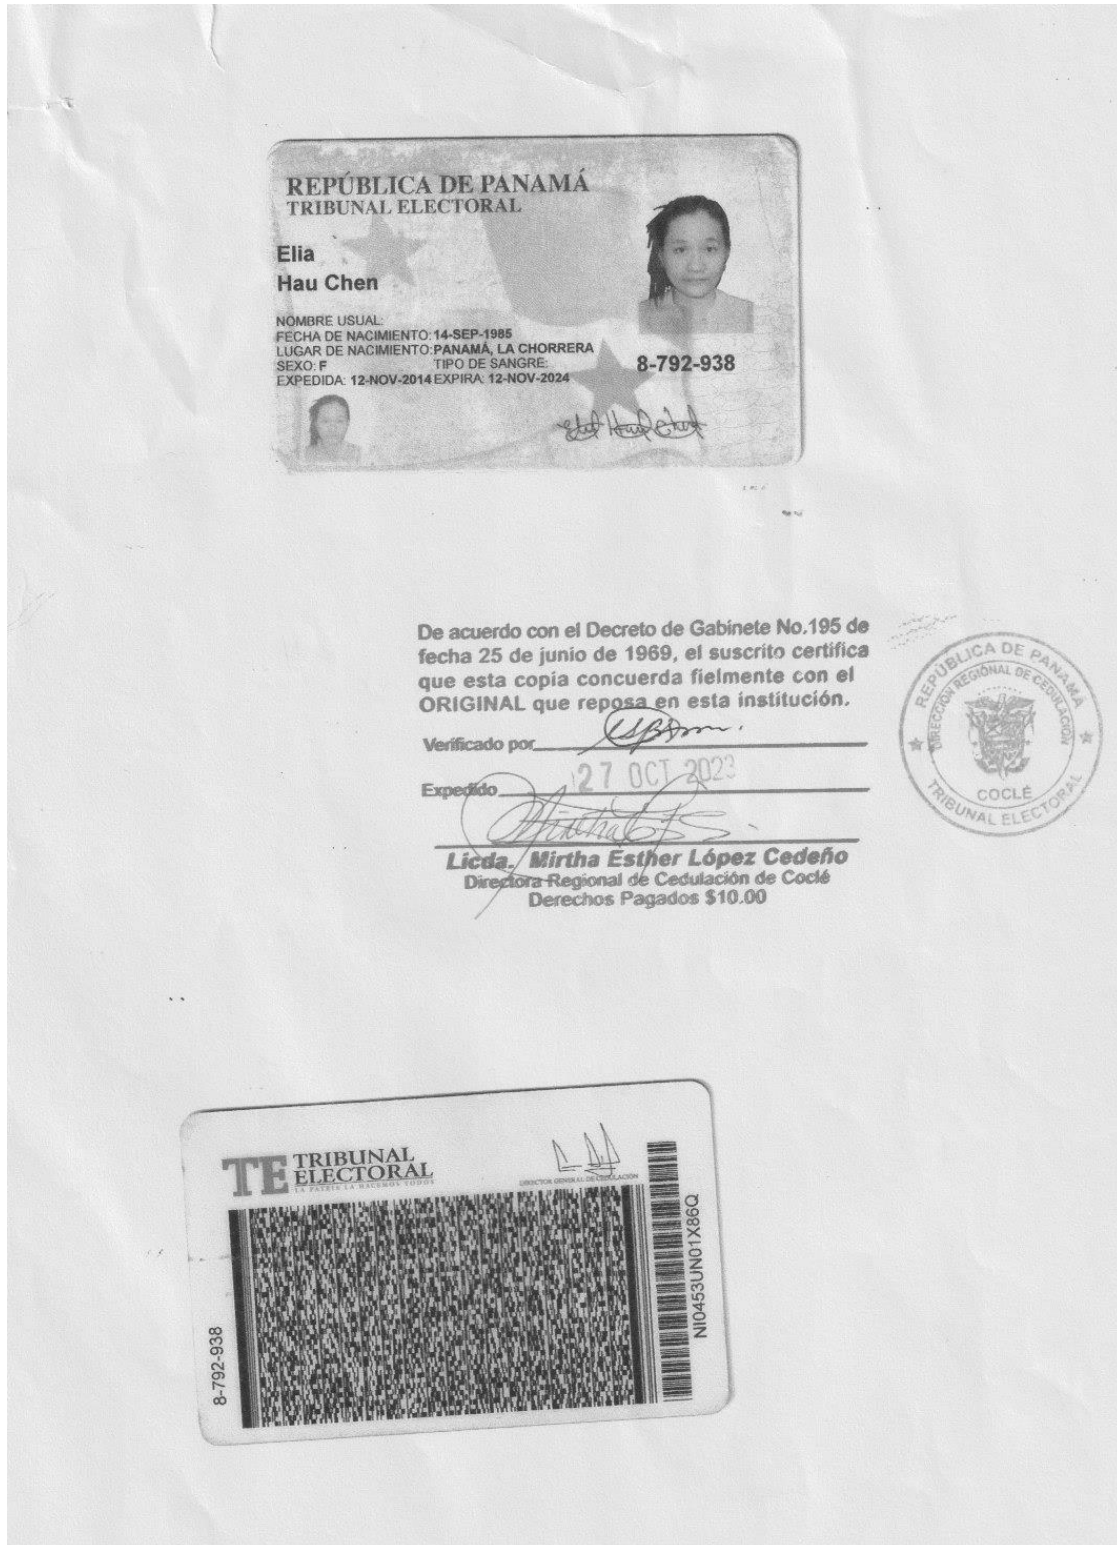 REPÚBLICA DE PANAMÁ
TRIBUNAL ELECTORAL
Elia
Hau Chen
NOMBRE USUAL:
FECHA DE NACIMIENTO: 14-SEP-1985
LUGAR DE NACIMIENTO: PANAMÁ, LA CHORRERA
SEXO: F TIPO DE SANGRE:
EXPEDIDA: 12-NOV-2014 EXPIRA: 12-NOV-2024
8-792-938
De acuerdo con el Decreto de Gabinete No.195 de
fecha 25 de junio de 1969, el suscrito certifica
que esta copia concuerda fielmente con el
ORIGINAL que reposa en esta institución.
Verificado por
Expedido 27 OCT 2023
Licda. Mirtha Esther López Cedeño
Directora Regional de Cedulación de Coclé
Derechos Pagados $10.00
REPÚBLICA DE PANAMÁ
DIRECCIÓN REGIONAL DE CEDULACIÓN
COCLÉ
TRIBUNAL ELECTORAL
TE TRIBUNAL
ELECTORAL
LA PATRIA LA HACEMOS TODOS
DIRECTOR GENERAL DE CEDULACIÓN
8-792-938
NI0453UN01X86Q